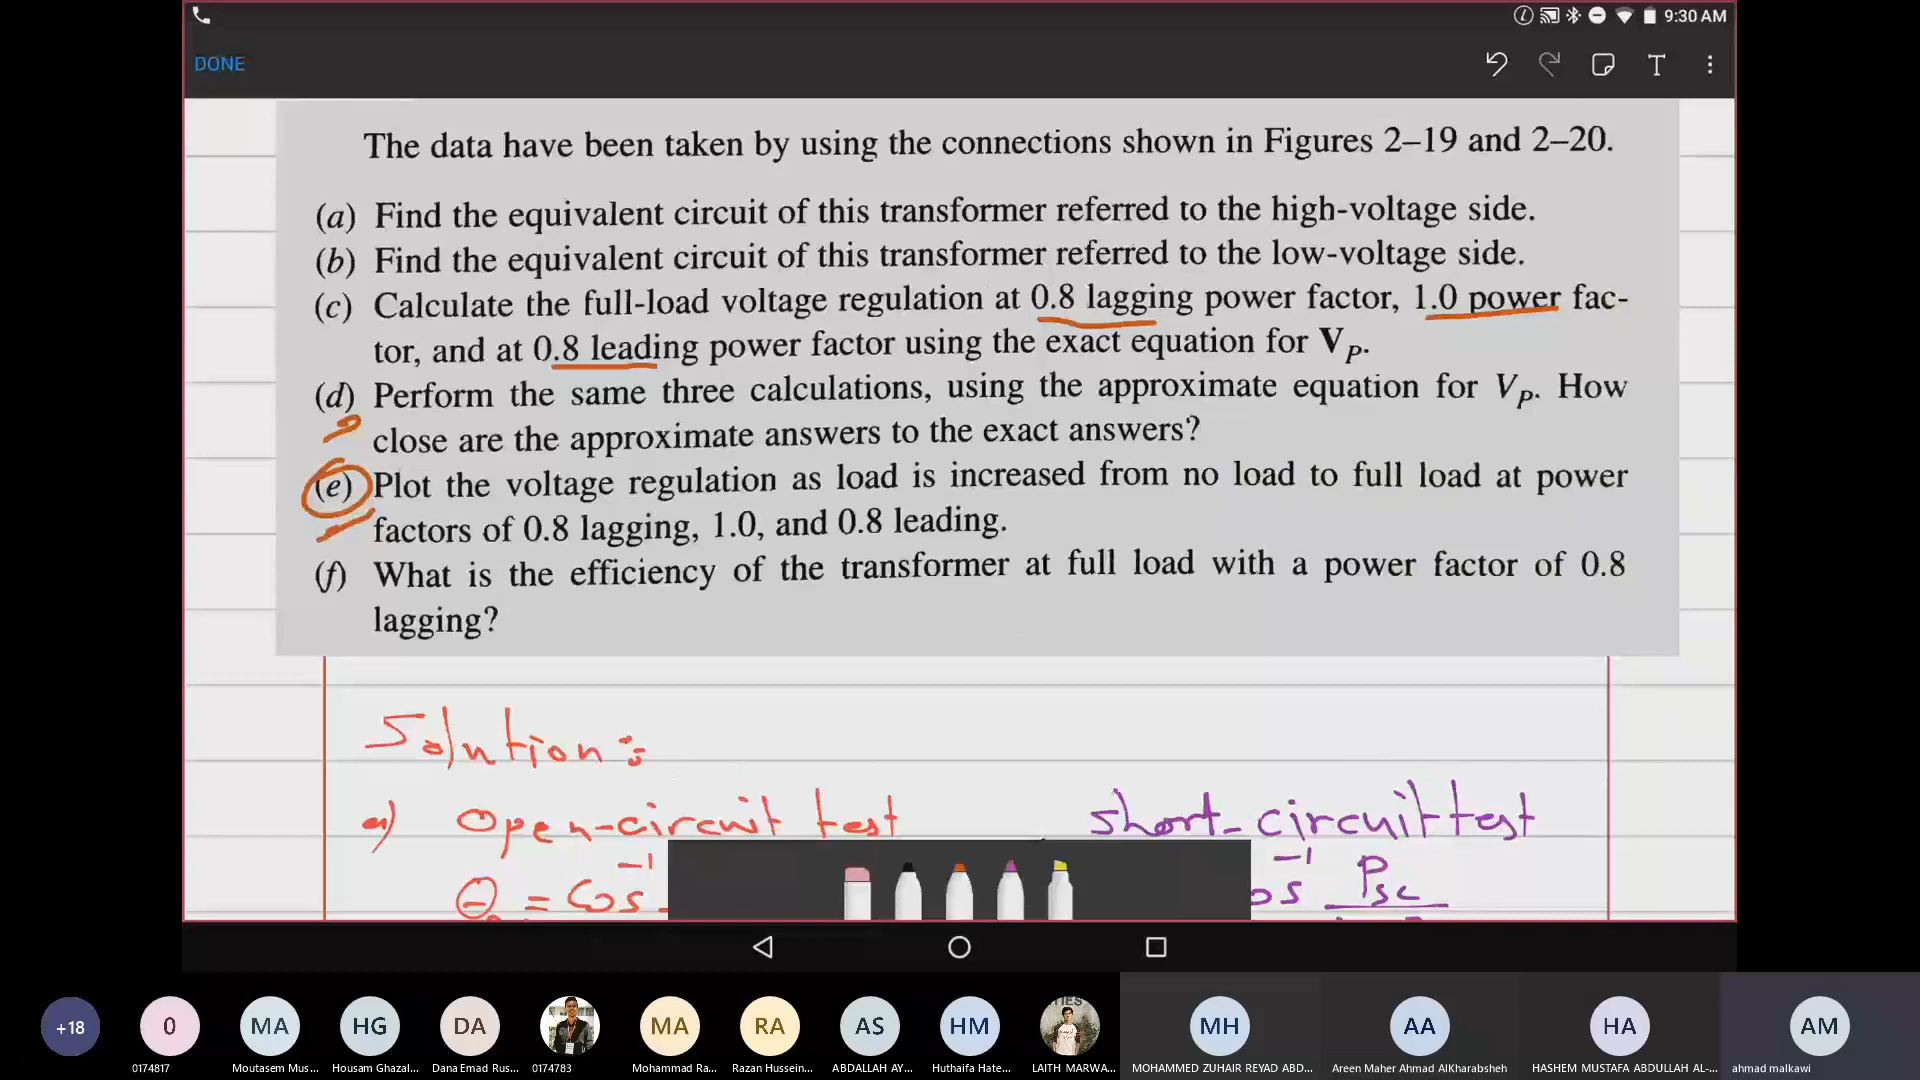 9:30 AM
DONE
The data have been taken by using the connections shown in Figures 2–19 and 2–20.
(a) Find the equivalent circuit of this transformer referred to the high-voltage side.
(b) Find the equivalent circuit of this transformer referred to the low-voltage side.
(c) Calculate the full-load voltage regulation at 0.8 lagging power factor, 1.0 power fac-
tor, and at 0.8 leading power factor using the exact equation for VP.
(d) Perform the same three calculations, using the approximate equation for VP. How
close are the approximate answers to the exact answers?
(e) Plot the voltage regulation as load is increased from no load to full load at power
factors of 0.8 lagging, 1.0, and 0.8 leading.
(f) What is the efficiency of the transformer at full load with a power factor of 0.8
lagging?
Solution:
a) Open-circuit test short-circuit test
θ = Cos -1 os -1 Psc
+18 0 MA HG DA MA RA AS HM MH AA HA AM
0174817 Moutasem Mus... Housam Ghazal... Dana Emad Rus... 0174783 Mohammad Ra... Razan Hussein... ABDALLAH AY... Huthaifa Hate... LAITH MARWA... MOHAMMED ZUHAIR REYAD ABD... Areen Maher Ahmad AlKharabsheh HASHEM MUSTAFA ABDULLAH AL-... ahmad malkawi